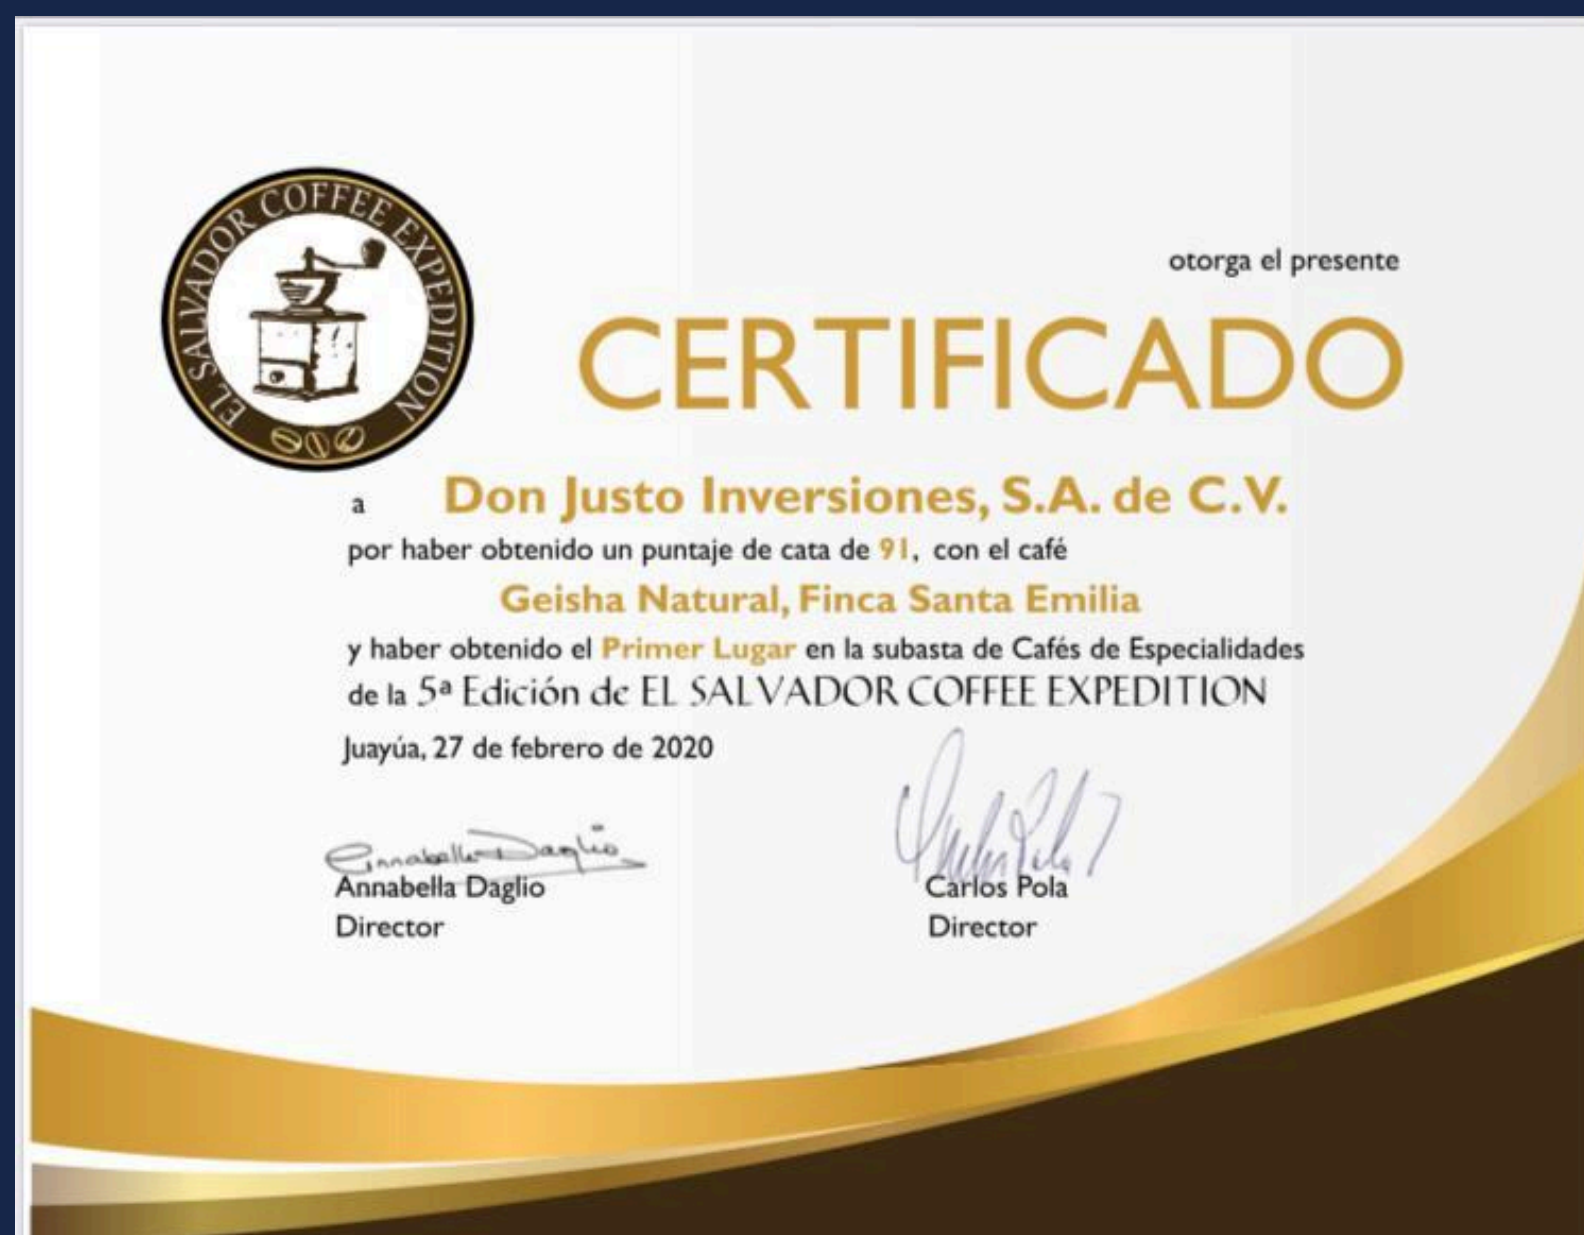 EL SALVADOR COFFEE EXPEDITION
otorga el presente
CERTIFICADO
a Don Justo Inversiones, S.A. de C.V.
por haber obtenido un puntaje de cata de 91, con el café
Geisha Natural, Finca Santa Emilia
y haber obtenido el Primer Lugar en la subasta de Cafés de Especialidades
de la 5ª Edición de EL SALVADOR COFFEE EXPEDITION
Juayúa, 27 de febrero de 2020
Annabella Daglio
Annabella Daglio
Director
Carlos Pola
Director